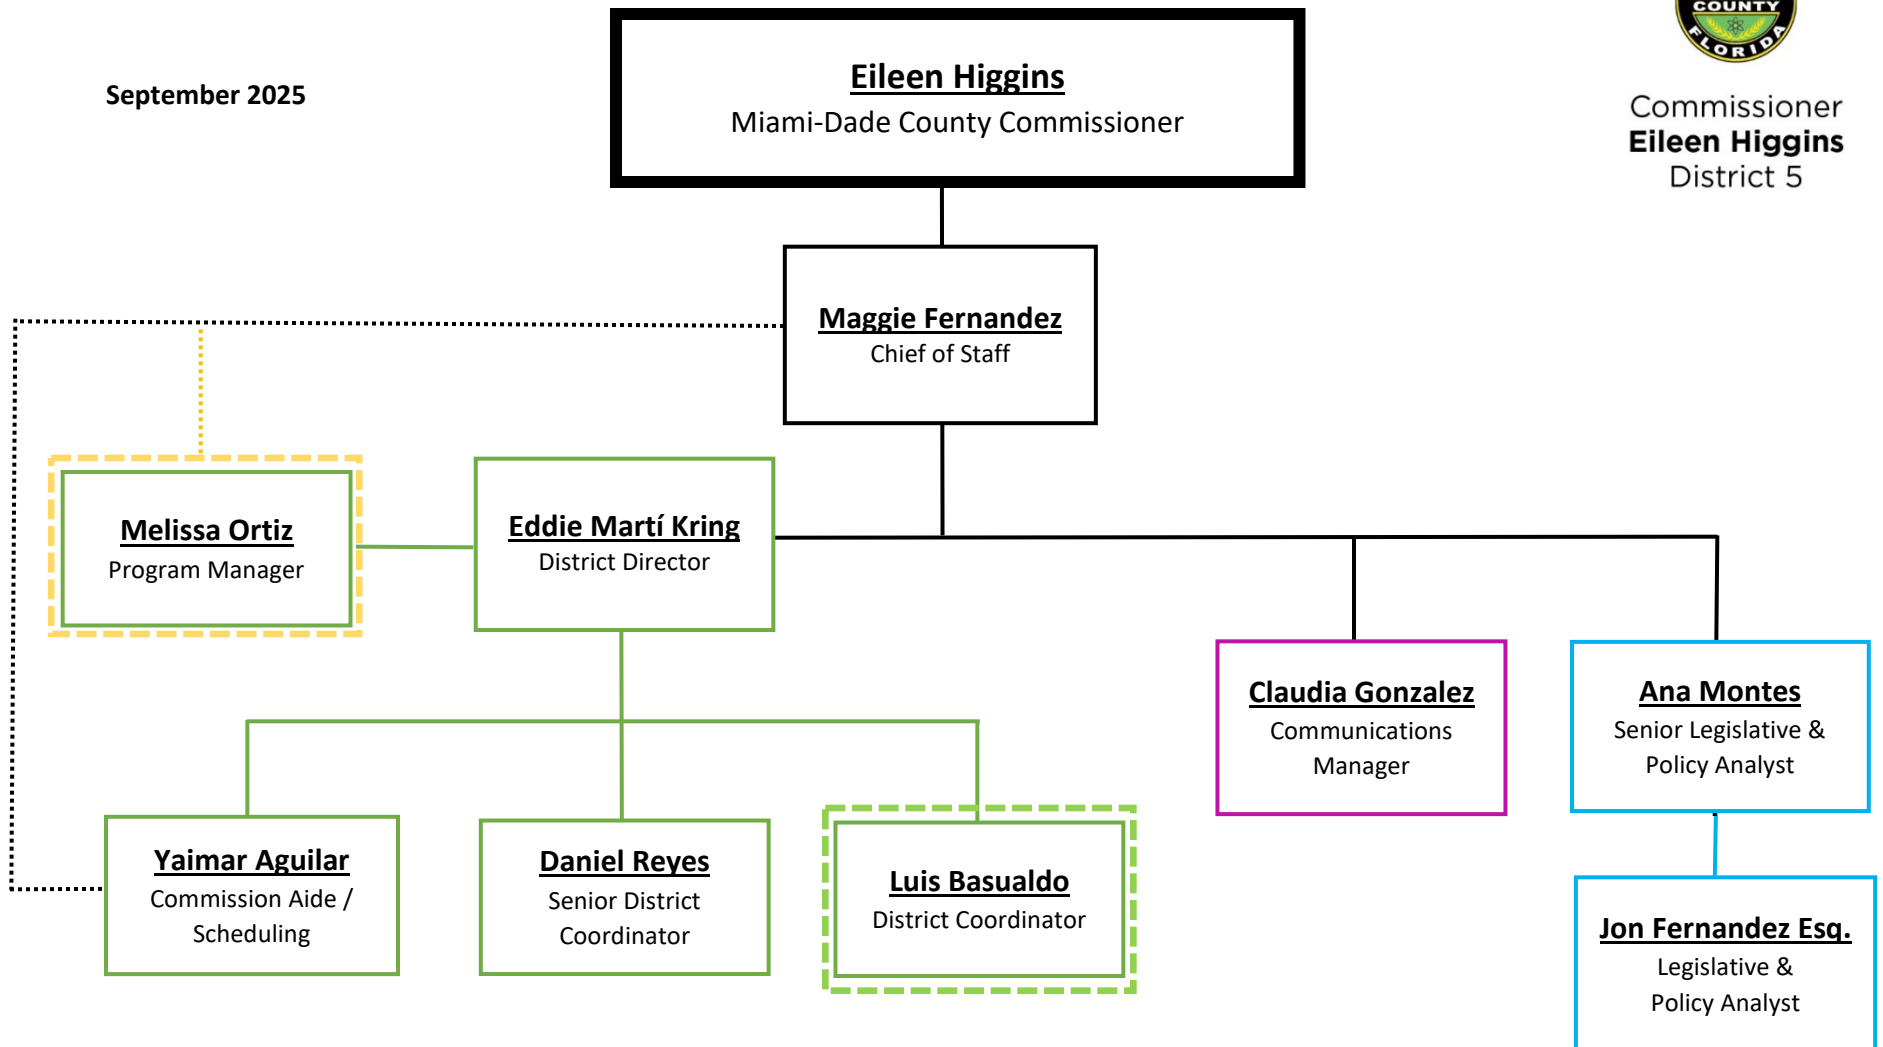 COUNTY
FLORIDA
September 2025
Eileen Higgins
Miami-Dade County Commissioner
Commissioner
Eileen Higgins
District 5
Maggie Fernandez
Chief of Staff
Melissa Ortiz
Program Manager
Eddie Martí Kring
District Director
Claudia Gonzalez
Communications
Manager
Ana Montes
Senior Legislative &
Policy Analyst
Yaimar Aguilar
Commission Aide /
Scheduling
Daniel Reyes
Senior District
Coordinator
Luis Basualdo
District Coordinator
Jon Fernandez Esq.
Legislative &
Policy Analyst